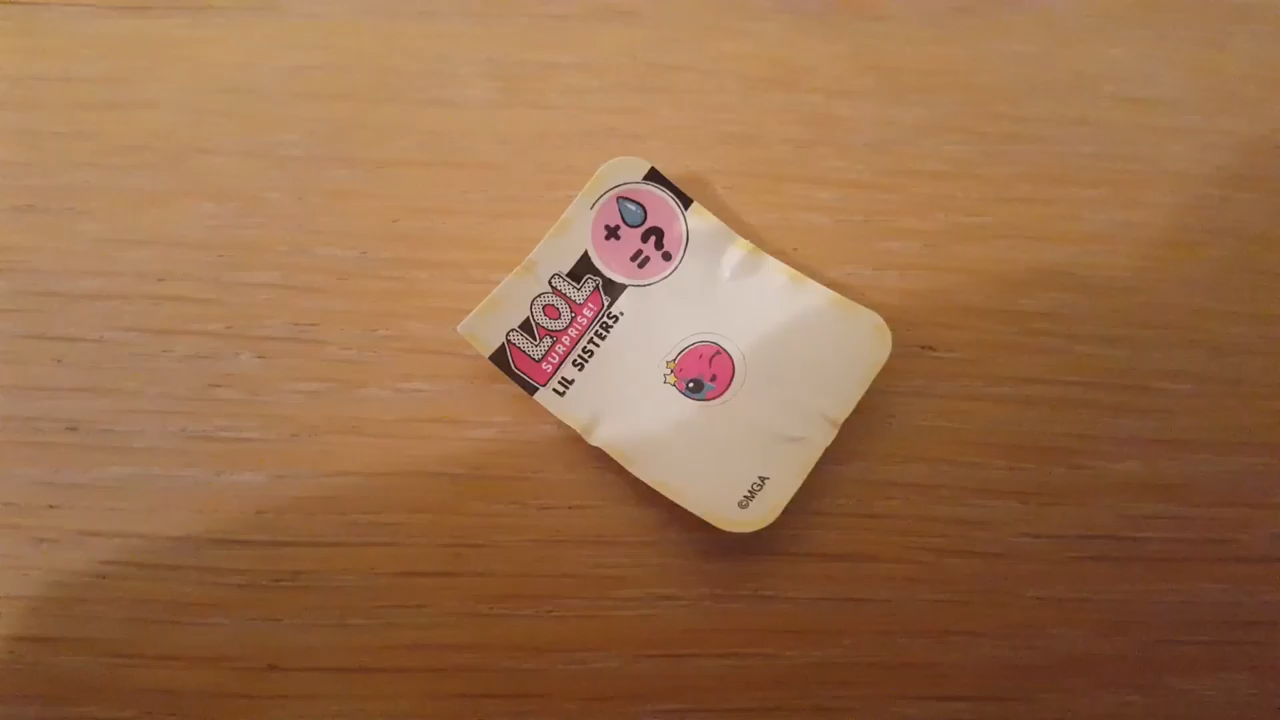 + ?
=
L.O.L.
SURPRISE!
LIL SISTERS.
©MGA